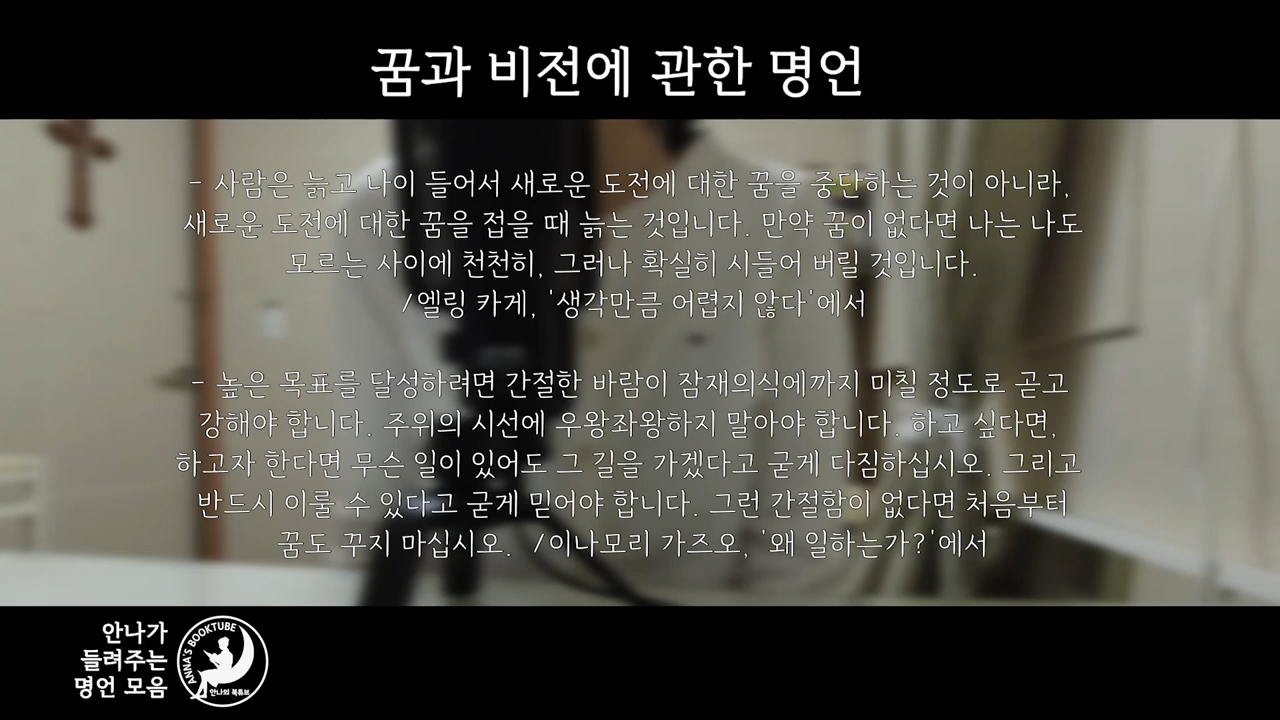 꿈과 비전에 관한 명언
- 사람은 늙고 나이 들어서 새로운 도전에 대한 꿈을 중단하는 것이 아니라,
새로운 도전에 대한 꿈을 접을 때 늙는 것입니다. 만약 꿈이 없다면 나는 나도
모르는 사이에 천천히, 그러나 확실히 시들어 버릴 것입니다.
/엘링 카게, '생각만큼 어렵지 않다'에서
- 높은 목표를 달성하려면 간절한 바람이 잠재의식에까지 미칠 정도로 곧고
강해야 합니다. 주위의 시선에 우왕좌왕하지 말아야 합니다. 하고 싶다면,
하고자 한다면 무슨 일이 있어도 그 길을 가겠다고 굳게 다짐하십시오. 그리고
반드시 이룰 수 있다고 굳게 믿어야 합니다. 그런 간절함이 없다면 처음부터
꿈도 꾸지 마십시오. /이나모리 가즈오, '왜 일하는가?'에서
안나가
들려주는
명언 모음
ANNA'S BOOKTUBE
안나의 북튜브